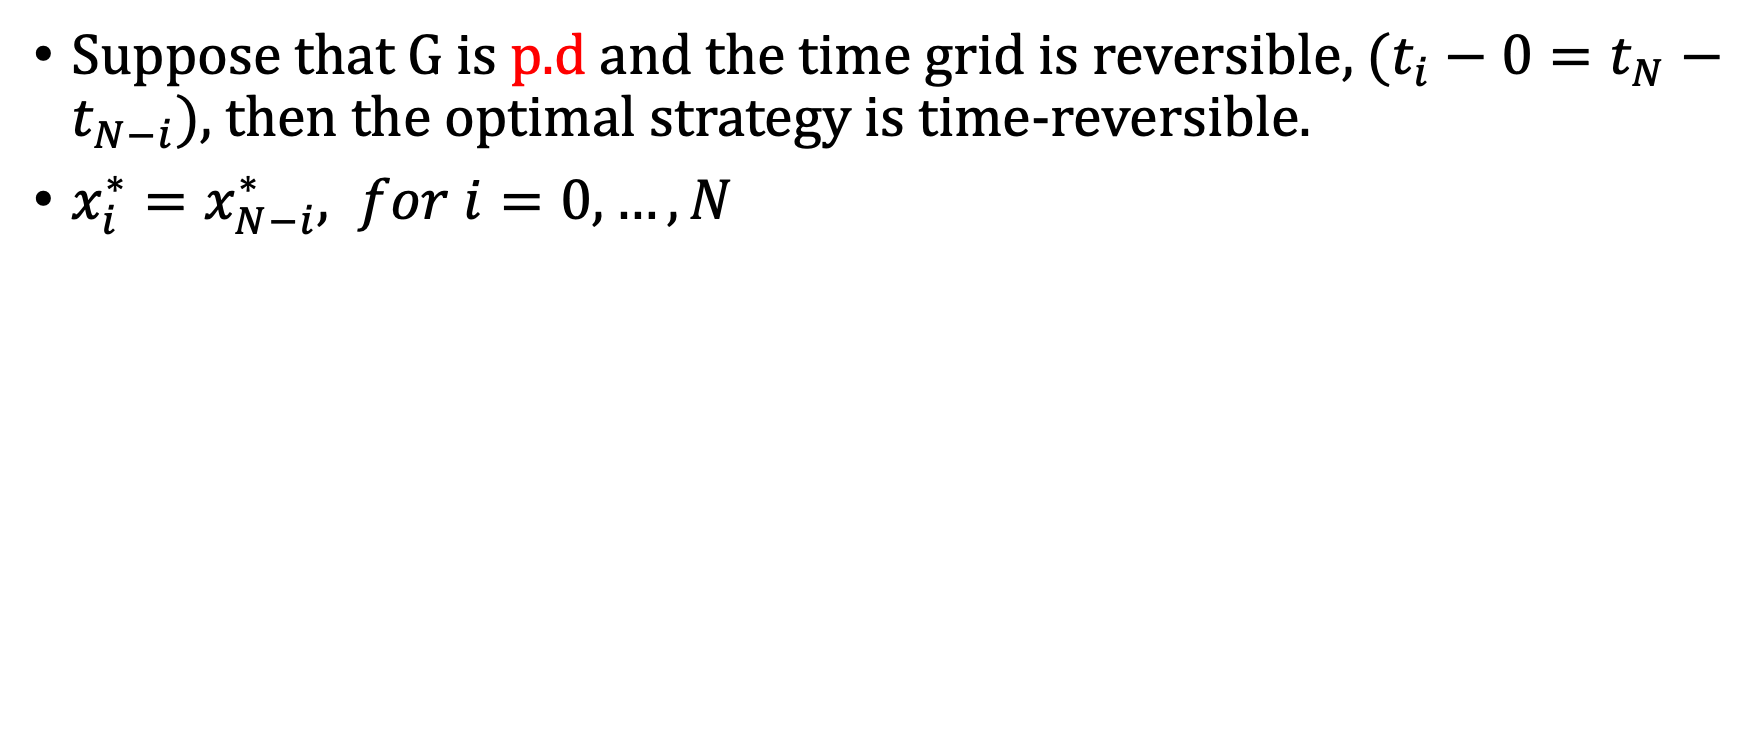 • Suppose that G is p.d and the time grid is reversible, (tᵢ − 0 = t_N −
t_{N−i}), then the optimal strategy is time-reversible.
• x_i^* = x_{N−i}^*, for i = 0, … , N